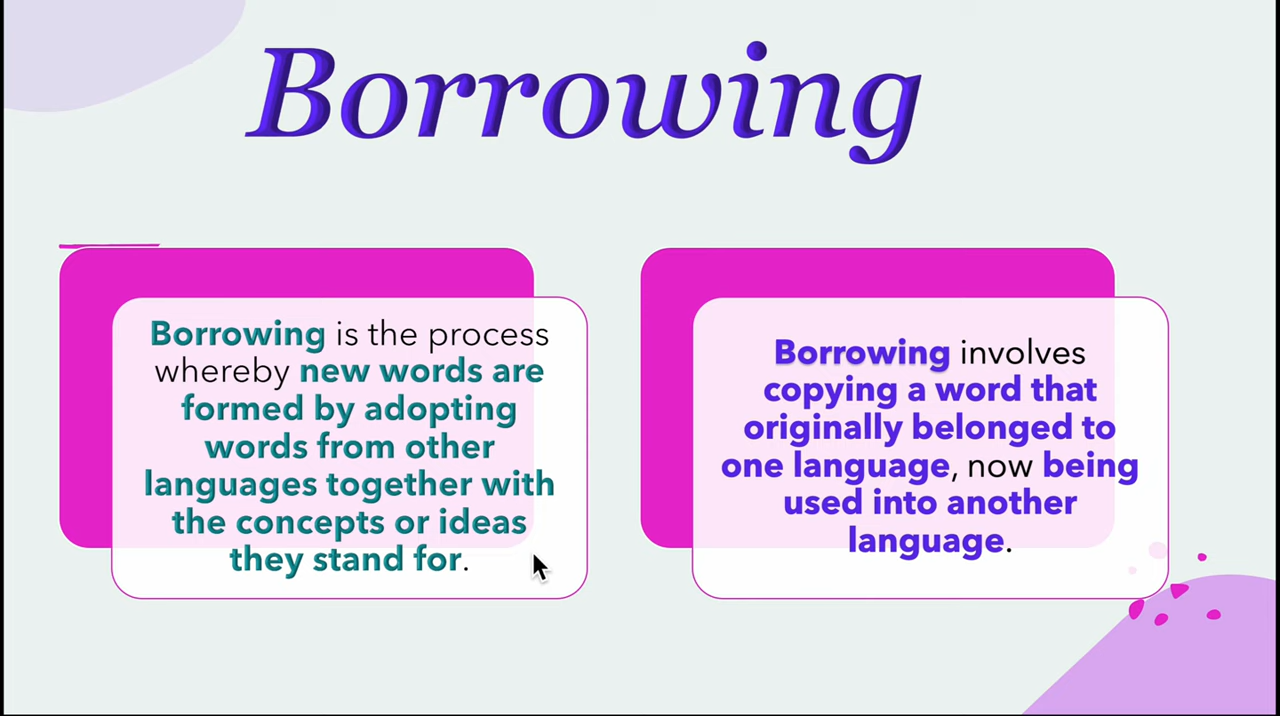 Borrowing
Borrowing is the process
whereby new words are
formed by adopting
words from other
languages together with
the concepts or ideas
they stand for.
Borrowing involves
copying a word that
originally belonged to
one language, now being
used into another
language.